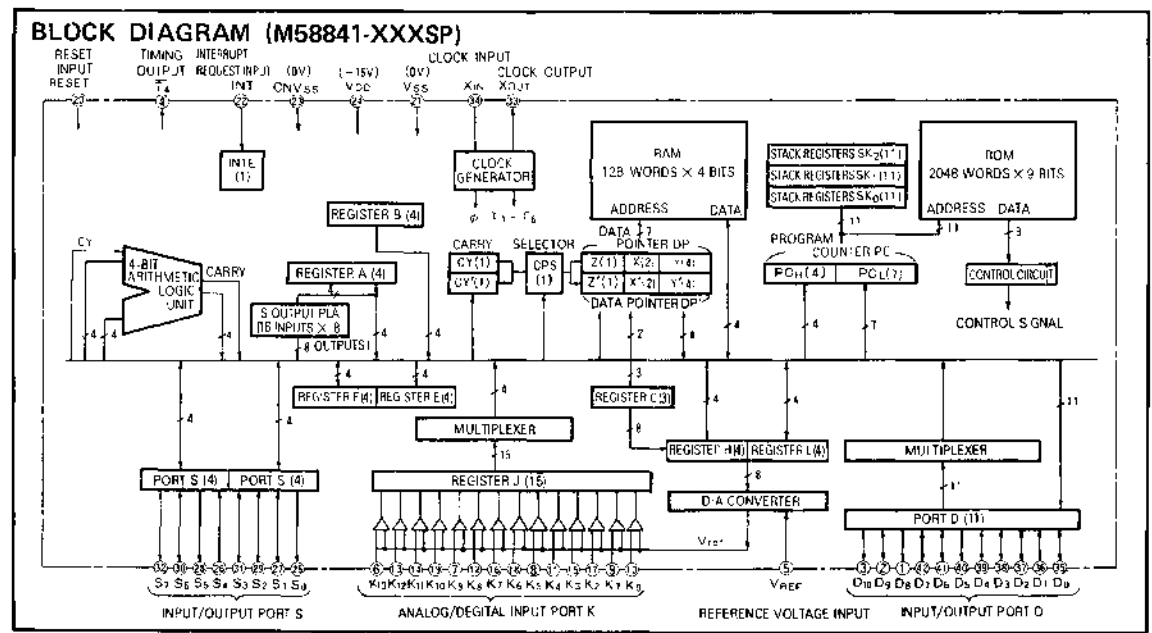 BLOCK DIAGRAM (M58841-XXXSP)
RESET INPUT RESET
TIMING OUTPUT T4
INTERRUPT REQUEST INPUT INT
(0V) CNVSS
(-15V) VDD
(0V) VSS
CLOCK INPUT XIN
CLOCK OUTPUT XOUT
INTE (1)
CLOCK GENERATOR
φ
RAM
128 WORDS × 4 BITS
ADDRESS DATA
STACK REGISTERS SK2(11)
STACK REGISTERS SK1(11)
STACK REGISTERS SK0(11)
ROM
2048 WORDS × 9 BITS
ADDRESS DATA
REGISTER B (4)
REGISTER A (4)
CY
4-BIT ARITHMETIC LOGIC UNIT
CARRY
S OUTPUT PLA
(16 INPUTS × 8
8 OUTPUTS)
CARRY
CY(1)
CY'(1)
SELECTOR
CPS (1)
DATA POINTER DP
Z(1) X(2) Y(4)
Z'(1) X'(2) Y'(4)
DATA POINTER DP'
PROGRAM COUNTER PC
PCH(4) PCL(7)
CONTROL CIRCUIT
CONTROL SIGNAL
REGISTER F(4) REGISTER E(4)
MULTIPLEXER
REGISTER C(3)
REGISTER H(4) REGISTER L(4)
MULTIPLEXER
PORT S (4) PORT S (4)
REGISTER J (15)
D-A CONVERTER
PORT D (11)
Vref
S7 S6 S5 S4 S3 S2 S1 S0
K12 K11 K10 K9 K8 K7 K6 K5 K4 K3 K2 K1 K0
VREF
D10 D9 D8 D7 D6 D5 D4 D3 D2 D1 D0
INPUT/OUTPUT PORT S
ANALOG/DEGITAL INPUT PORT K
REFERENCE VOLTAGE INPUT
INPUT/OUTPUT PORT D